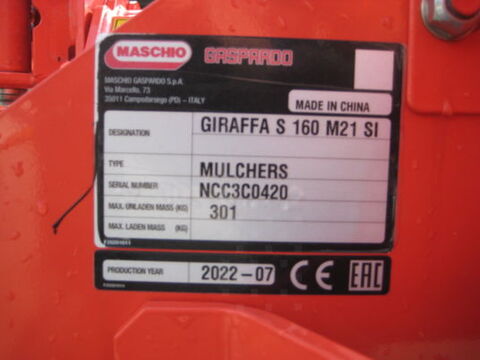 MASCHIO GASPARDO
MASCHIO GASPARDO S.p.A
Via Marcello, 73
35011 Campodarsego (PD) – ITALY
MADE IN CHINA
DESIGNATION GIRAFFA S 160 M21 SI
TYPE MULCHERS
SERIAL NUMBER NCC3C0420
MAX. UNLADEN MASS (KG) 301
MAX. LADEN MASS (KG)
PRODUCTION YEAR 2022-07 CE EAC